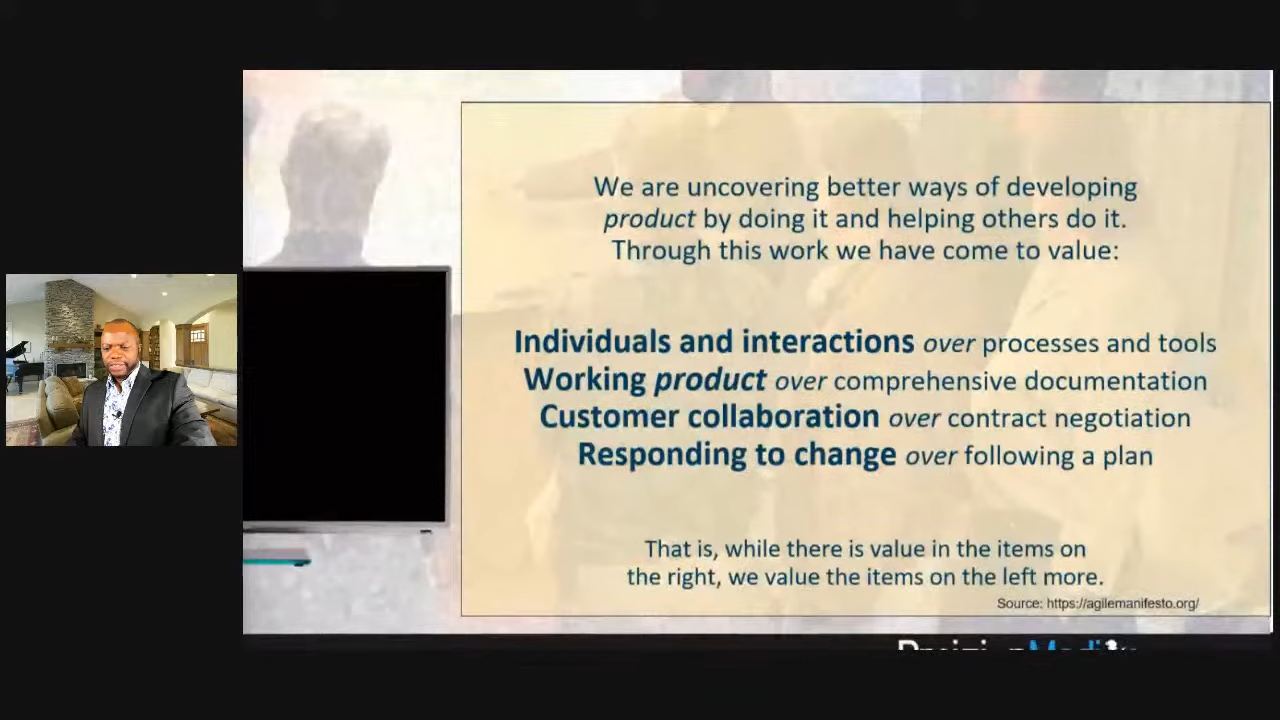 We are uncovering better ways of developing
product by doing it and helping others do it.
Through this work we have come to value:
Individuals and interactions over processes and tools
Working product over comprehensive documentation
Customer collaboration over contract negotiation
Responding to change over following a plan
That is, while there is value in the items on
the right, we value the items on the left more.
Source: https://agilemanifesto.org/